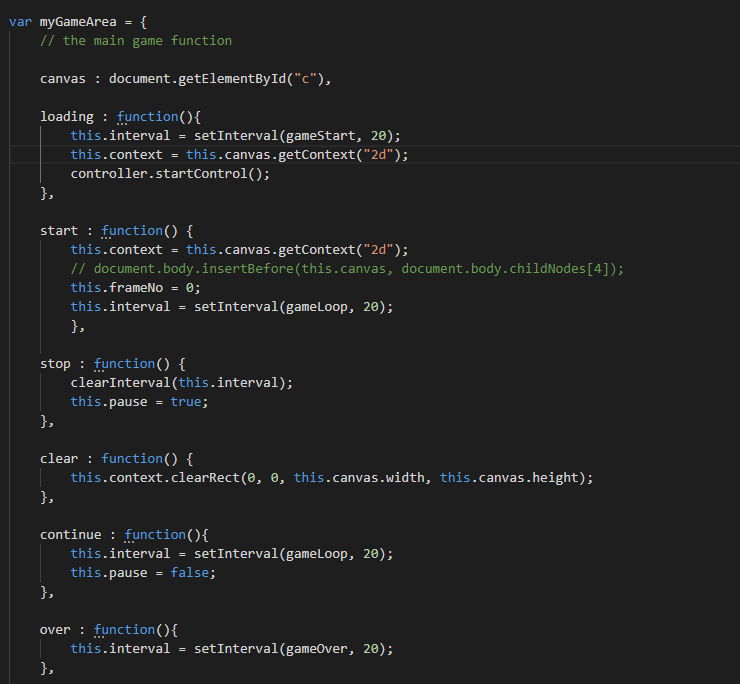 var myGameArea = {
// the main game function
canvas : document.getElementById("c"),
loading : function(){
this.interval = setInterval(gameStart, 20);
this.context = this.canvas.getContext("2d");
controller.startControl();
},
start : function() {
this.context = this.canvas.getContext("2d");
// document.body.insertBefore(this.canvas, document.body.childNodes[4]);
this.frameNo = 0;
this.interval = setInterval(gameLoop, 20);
},
stop : function() {
clearInterval(this.interval);
this.pause = true;
},
clear : function() {
this.context.clearRect(0, 0, this.canvas.width, this.canvas.height);
},
continue : function(){
this.interval = setInterval(gameLoop, 20);
this.pause = false;
},
over : function(){
this.interval = setInterval(gameOver, 20);
},